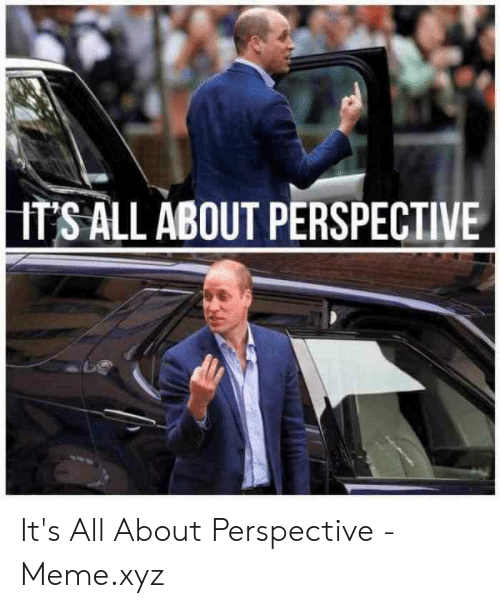 IT'S ALL ABOUT PERSPECTIVE
It's All About Perspective -
Meme.xyz